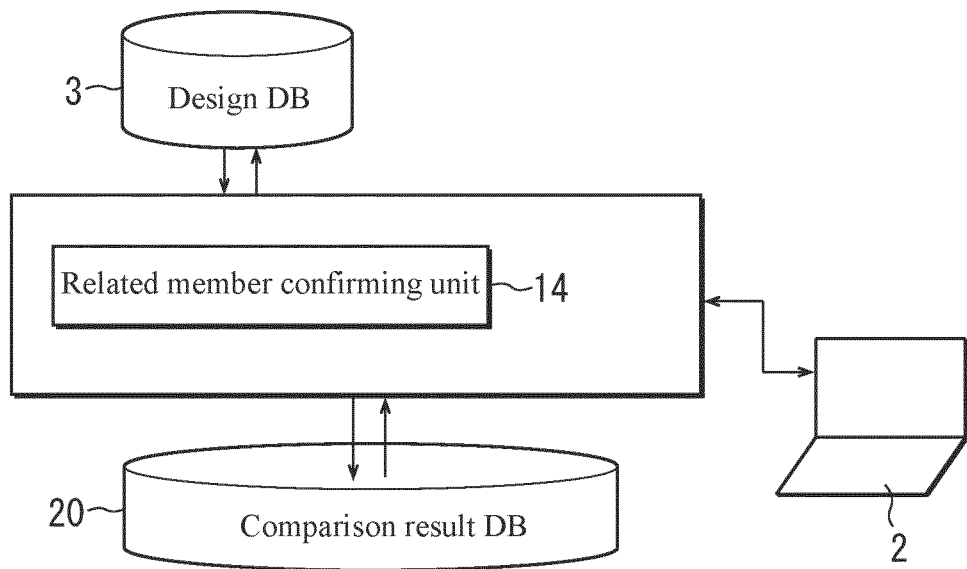 3
Design DB
Related member confirming unit
14
20
Comparison result DB
2